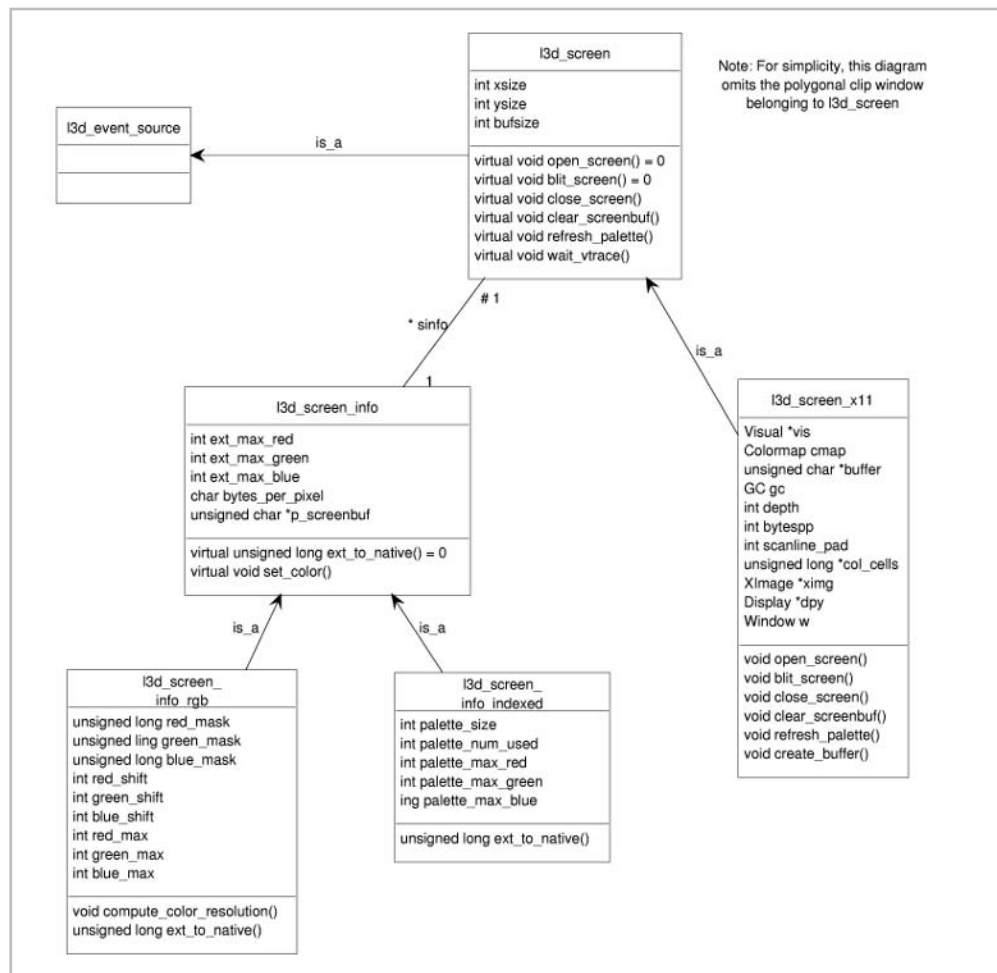 l3d_screen
int xsize
int ysize
int bufsize
virtual void open_screen() = 0
virtual void blit_screen() = 0
virtual void close_screen()
virtual void clear_screenbuf()
virtual void refresh_palette()
virtual void wait_vtrace()
Note: For simplicity, this diagram
omits the polygonal clip window
belonging to l3d_screen
l3d_event_source
is_a
# 1
* sinfo
1
is_a
l3d_screen_info
int ext_max_red
int ext_max_green
int ext_max_blue
char bytes_per_pixel
unsigned char *p_screenbuf
virtual unsigned long ext_to_native() = 0
virtual void set_color()
l3d_screen_x11
Visual *vis
Colormap cmap
unsigned char *buffer
GC gc
int depth
int bytespp
int scanline_pad
unsigned long *col_cells
XImage *ximg
Display *dpy
Window w
void open_screen()
void blit_screen()
void close_screen()
void clear_screenbuf()
void refresh_palette()
void create_buffer()
is_a
is_a
l3d_screen_
info_rgb
unsigned long red_mask
unsigned ling green_mask
unsigned long blue_mask
int red_shift
int green_shift
int blue_shift
int red_max
int green_max
int blue_max
void compute_color_resolution()
unsigned long ext_to_native()
l3d_screen_
info_indexed
int palette_size
int palette_num_used
int palette_max_red
int palette_max_green
ing palette_max_blue
unsigned long ext_to_native()